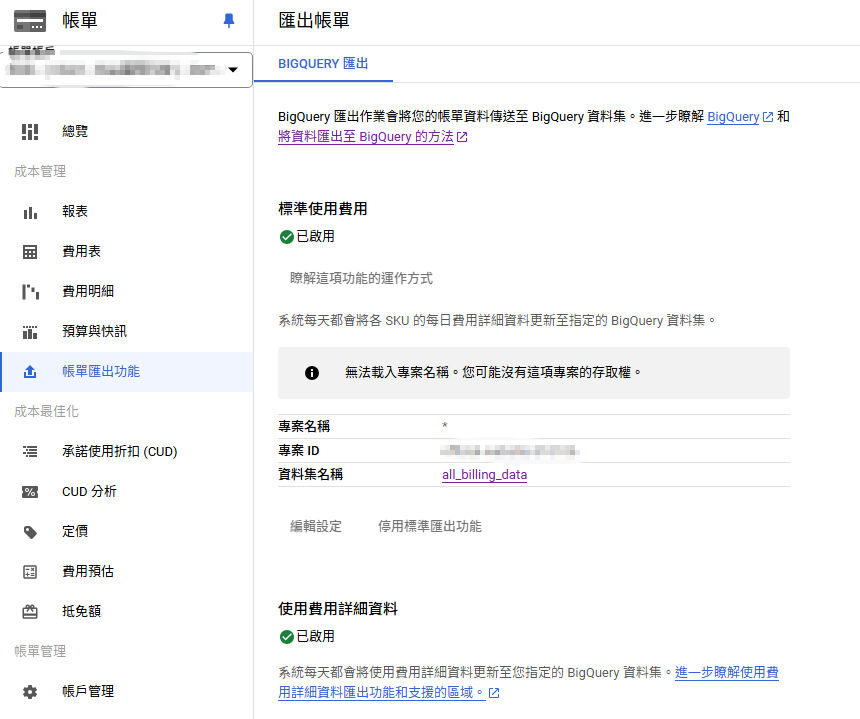 帳單
帳單帳戶
總覽
成本管理
報表
費用表
費用明細
預算與快訊
帳單匯出功能
成本最佳化
承諾使用折扣 (CUD)
CUD 分析
定價
費用預估
抵免額
帳單管理
帳戶管理
匯出帳單
BIGQUERY 匯出
BigQuery 匯出作業會將您的帳單資料傳送至 BigQuery 資料集。進一步瞭解 BigQuery 和
將資料匯出至 BigQuery 的方法
標準使用費用
已啟用
瞭解這項功能的運作方式
系統每天都會將各 SKU 的每日費用詳細資料更新至指定的 BigQuery 資料集。
無法載入專案名稱。您可能沒有這項專案的存取權。
專案名稱 *
專案 ID
資料集名稱 all_billing_data
編輯設定 停用標準匯出功能
使用費用詳細資料
已啟用
系統每天都會將使用費用詳細資料更新至您指定的 BigQuery 資料集。進一步瞭解使用費
用詳細資料匯出功能和支援的區域。